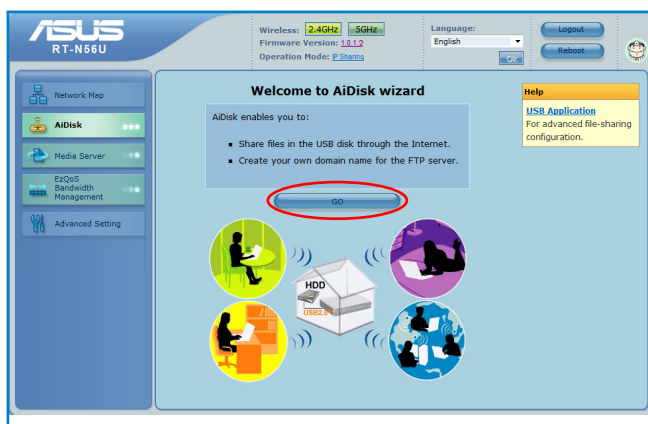 ASUS
RT-N56U
Wireless: 2.4GHz 5GHz
Firmware Version: 1.0.1.2
Operation Mode: IP Sharing
Language:
English
OK
Logout
Reboot
Network Map
AiDisk
Media Server
EzQoS
Bandwidth
Management
Advanced Setting
Welcome to AiDisk wizard
AiDisk enables you to:
Share files in the USB disk through the Internet.
Create your own domain name for the FTP server.
GO
HDD
USB2.0
Help
USB Application
For advanced file-sharing
configuration.